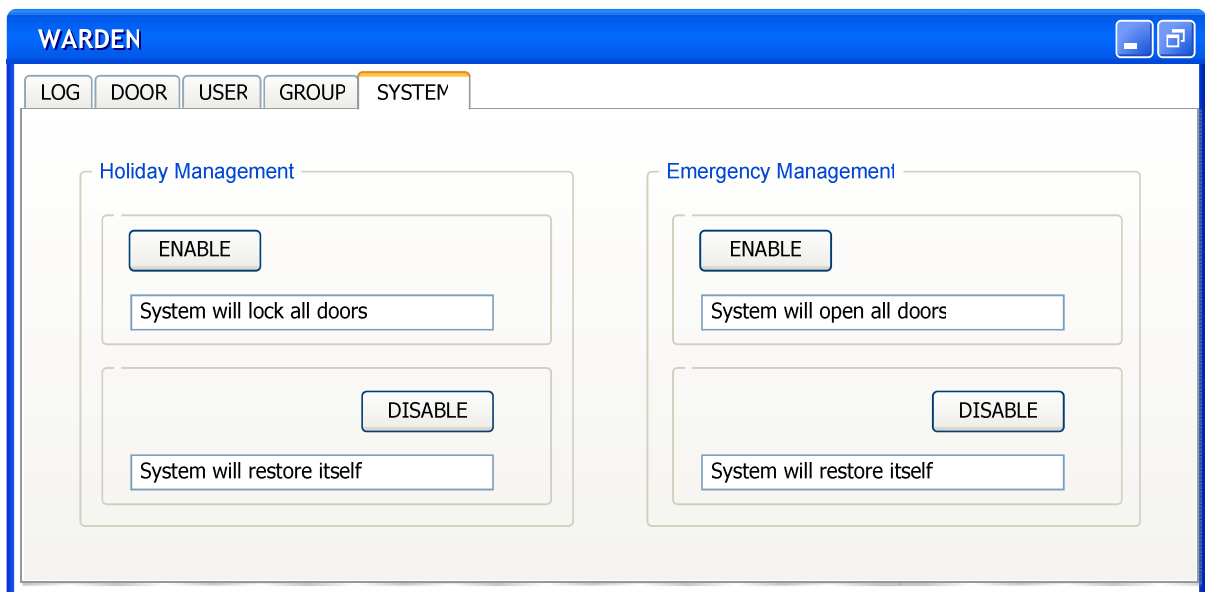 WARDEN
LOG DOOR USER GROUP SYSTEM
Holiday Management
ENABLE
System will lock all doors
DISABLE
System will restore itself
Emergency Management
ENABLE
System will open all doors
DISABLE
System will restore itself